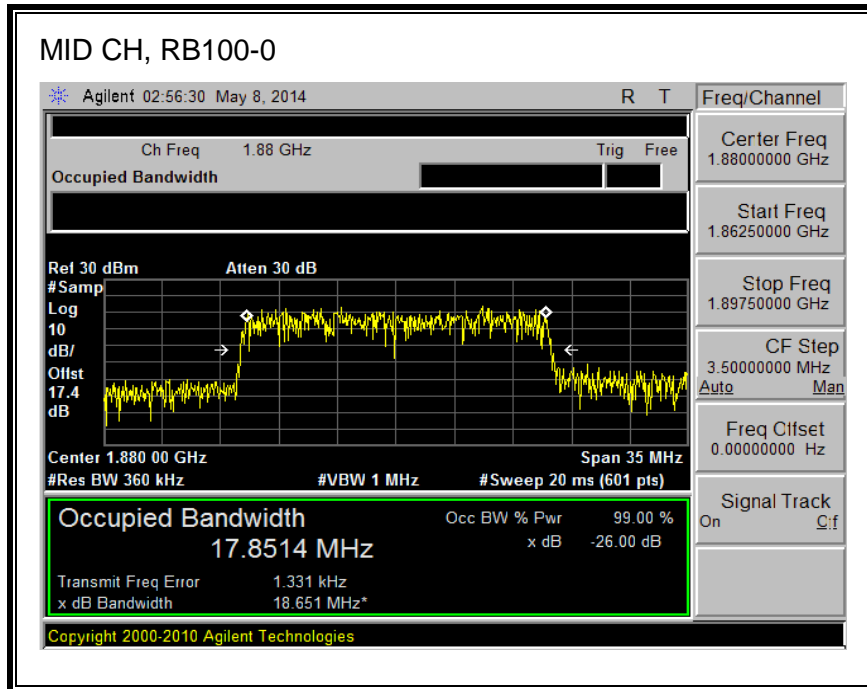 MID CH, RB100-0
Agilent 02:56:30 May 8, 2014 R T
Freq/Channel
Ch Freq 1.88 GHz Trig Free
Occupied Bandwidth
Center Freq
1.88000000 GHz
Start Freq
1.86250000 GHz
Stop Freq
1.89750000 GHz
CF Step
3.50000000 MHz
Auto Man
Freq Offset
0.00000000 Hz
Signal Track
On Off
Ref 30 dBm Atten 30 dB
#Samp
Log
10
dB/
Offst
17.4
dB
Center 1.880 00 GHz Span 35 MHz
#Res BW 360 kHz #VBW 1 MHz #Sweep 20 ms (601 pts)
Occupied Bandwidth Occ BW % Pwr 99.00 %
17.8514 MHz x dB -26.00 dB
Transmit Freq Error 1.331 kHz
x dB Bandwidth 18.651 MHz*
Copyright 2000-2010 Agilent Technologies